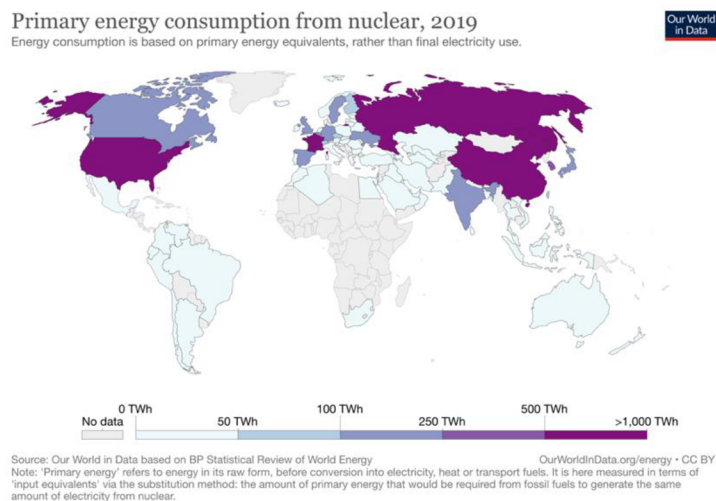 Primary energy consumption from nuclear, 2019
Energy consumption is based on primary energy equivalents, rather than final electricity use.
Our World
in Data
No data
0 TWh
50 TWh
100 TWh
250 TWh
500 TWh
>1,000 TWh
Source: Our World in Data based on BP Statistical Review of World Energy
OurWorldInData.org/energy • CC BY
Note: 'Primary energy' refers to energy in its raw form, before conversion into electricity, heat or transport fuels. It is here measured in terms of
'input equivalents' via the substitution method: the amount of primary energy that would be required from fossil fuels to generate the same
amount of electricity from nuclear.